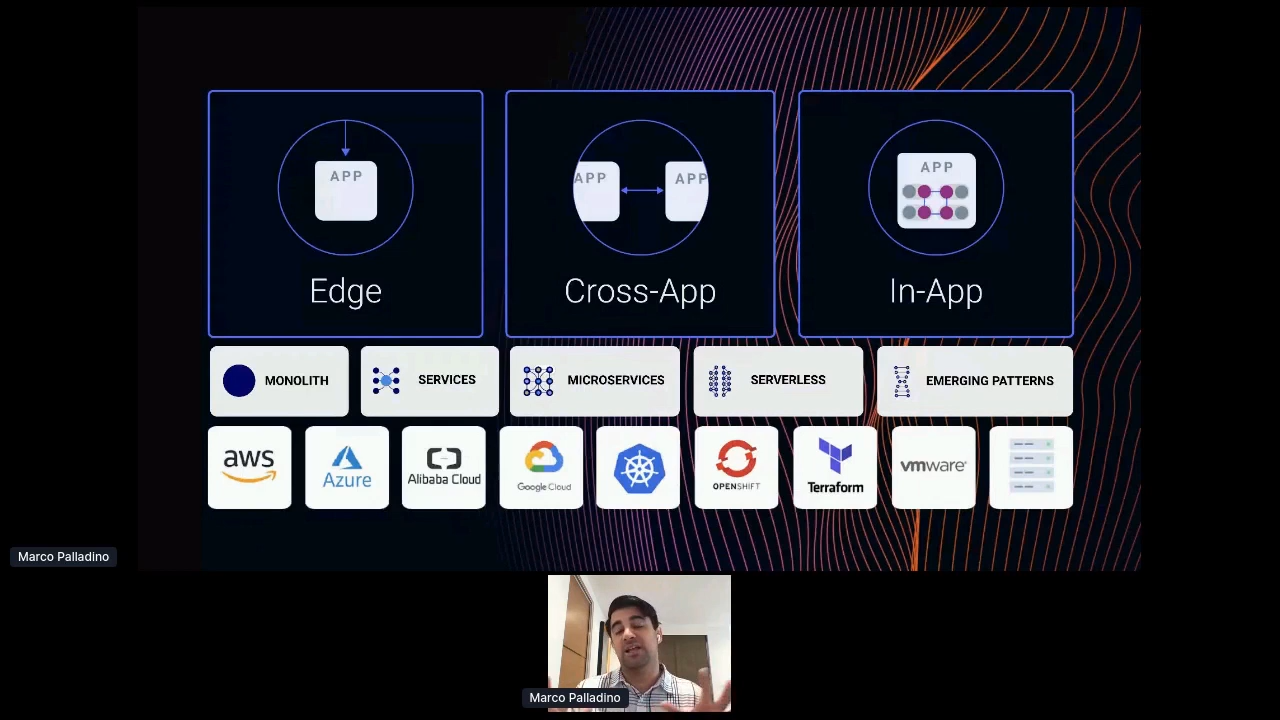 APP
APP
APP
APP
Edge
Cross-App
In-App
MONOLITH
SERVICES
MICROSERVICES
SERVERLESS
EMERGING PATTERNS
aws
Azure
Alibaba Cloud
Google Cloud
OPENSHIFT
Terraform
vmware
Marco Palladino
Marco Palladino